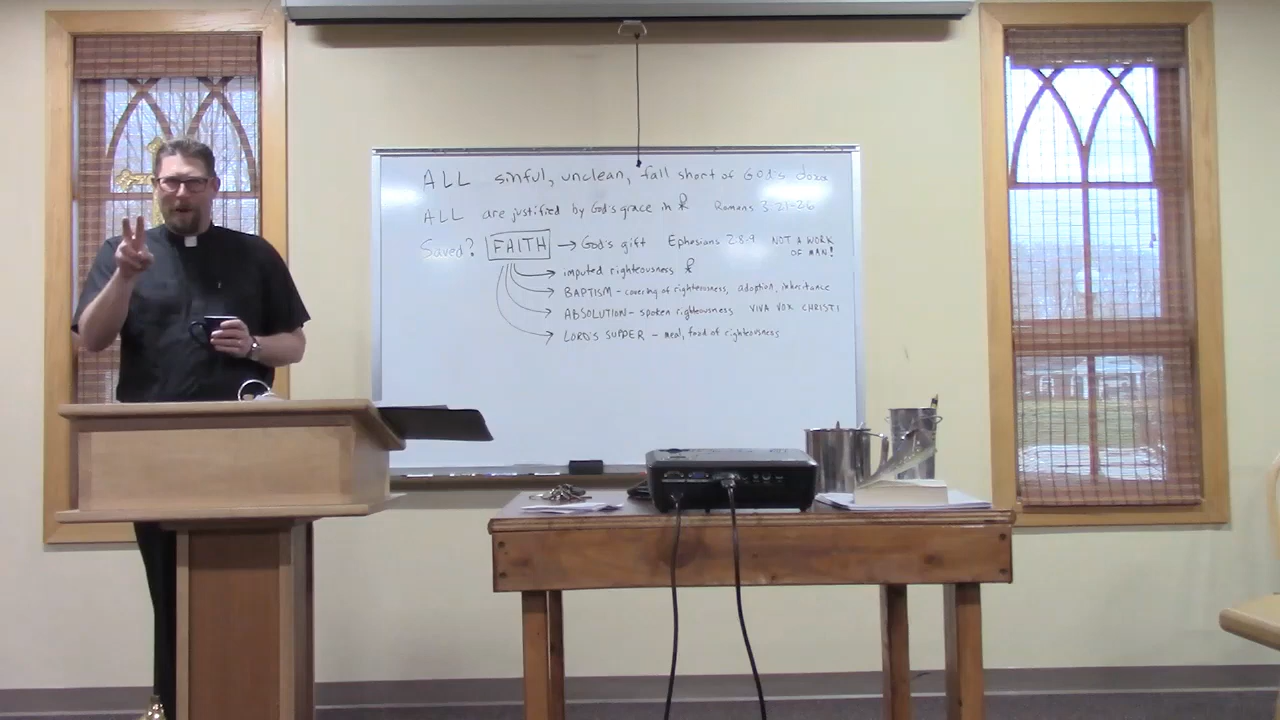 ALL sinful, unclean, fall short of GOD's doxa
ALL are justified by God's grace in ☧ Romans 3:21-26
Saved? FAITH → God's gift Ephesians 2:8-9 NOT A WORK OF MAN!
→ imputed righteousness ☧
→ BAPTISM - covering of righteousness, adoption, inheritance
→ ABSOLUTION - spoken righteousness VIVA VOX CHRISTI
→ LORD'S SUPPER - meal, food of righteousness